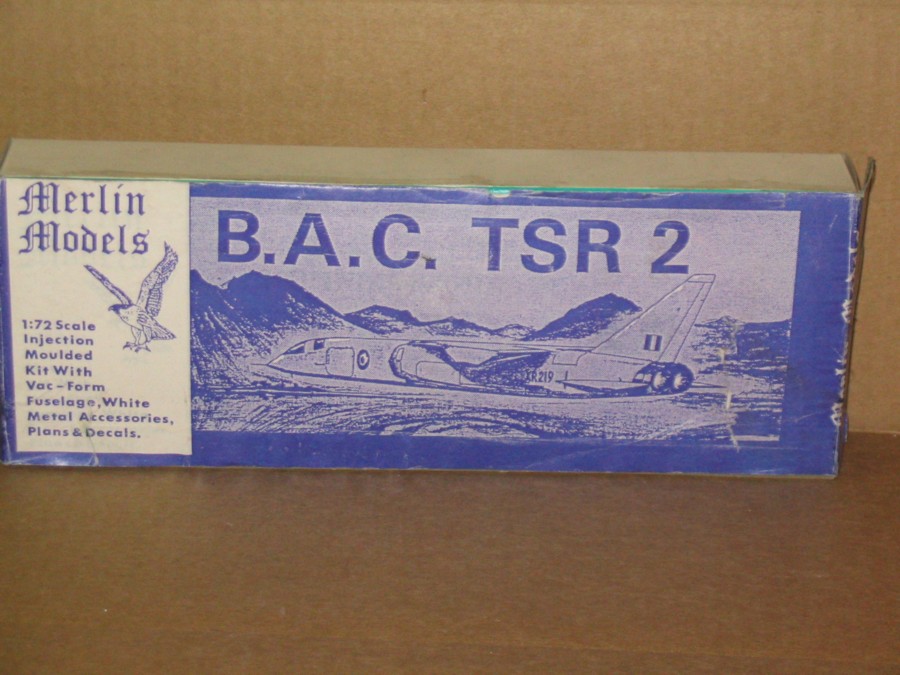 Merlin
Models
B.A.C. TSR 2
1:72 Scale
Injection
Moulded
Kit With
Vac-Form
Fuselage, White
Metal Accessories,
Plans & Decals.
XR219